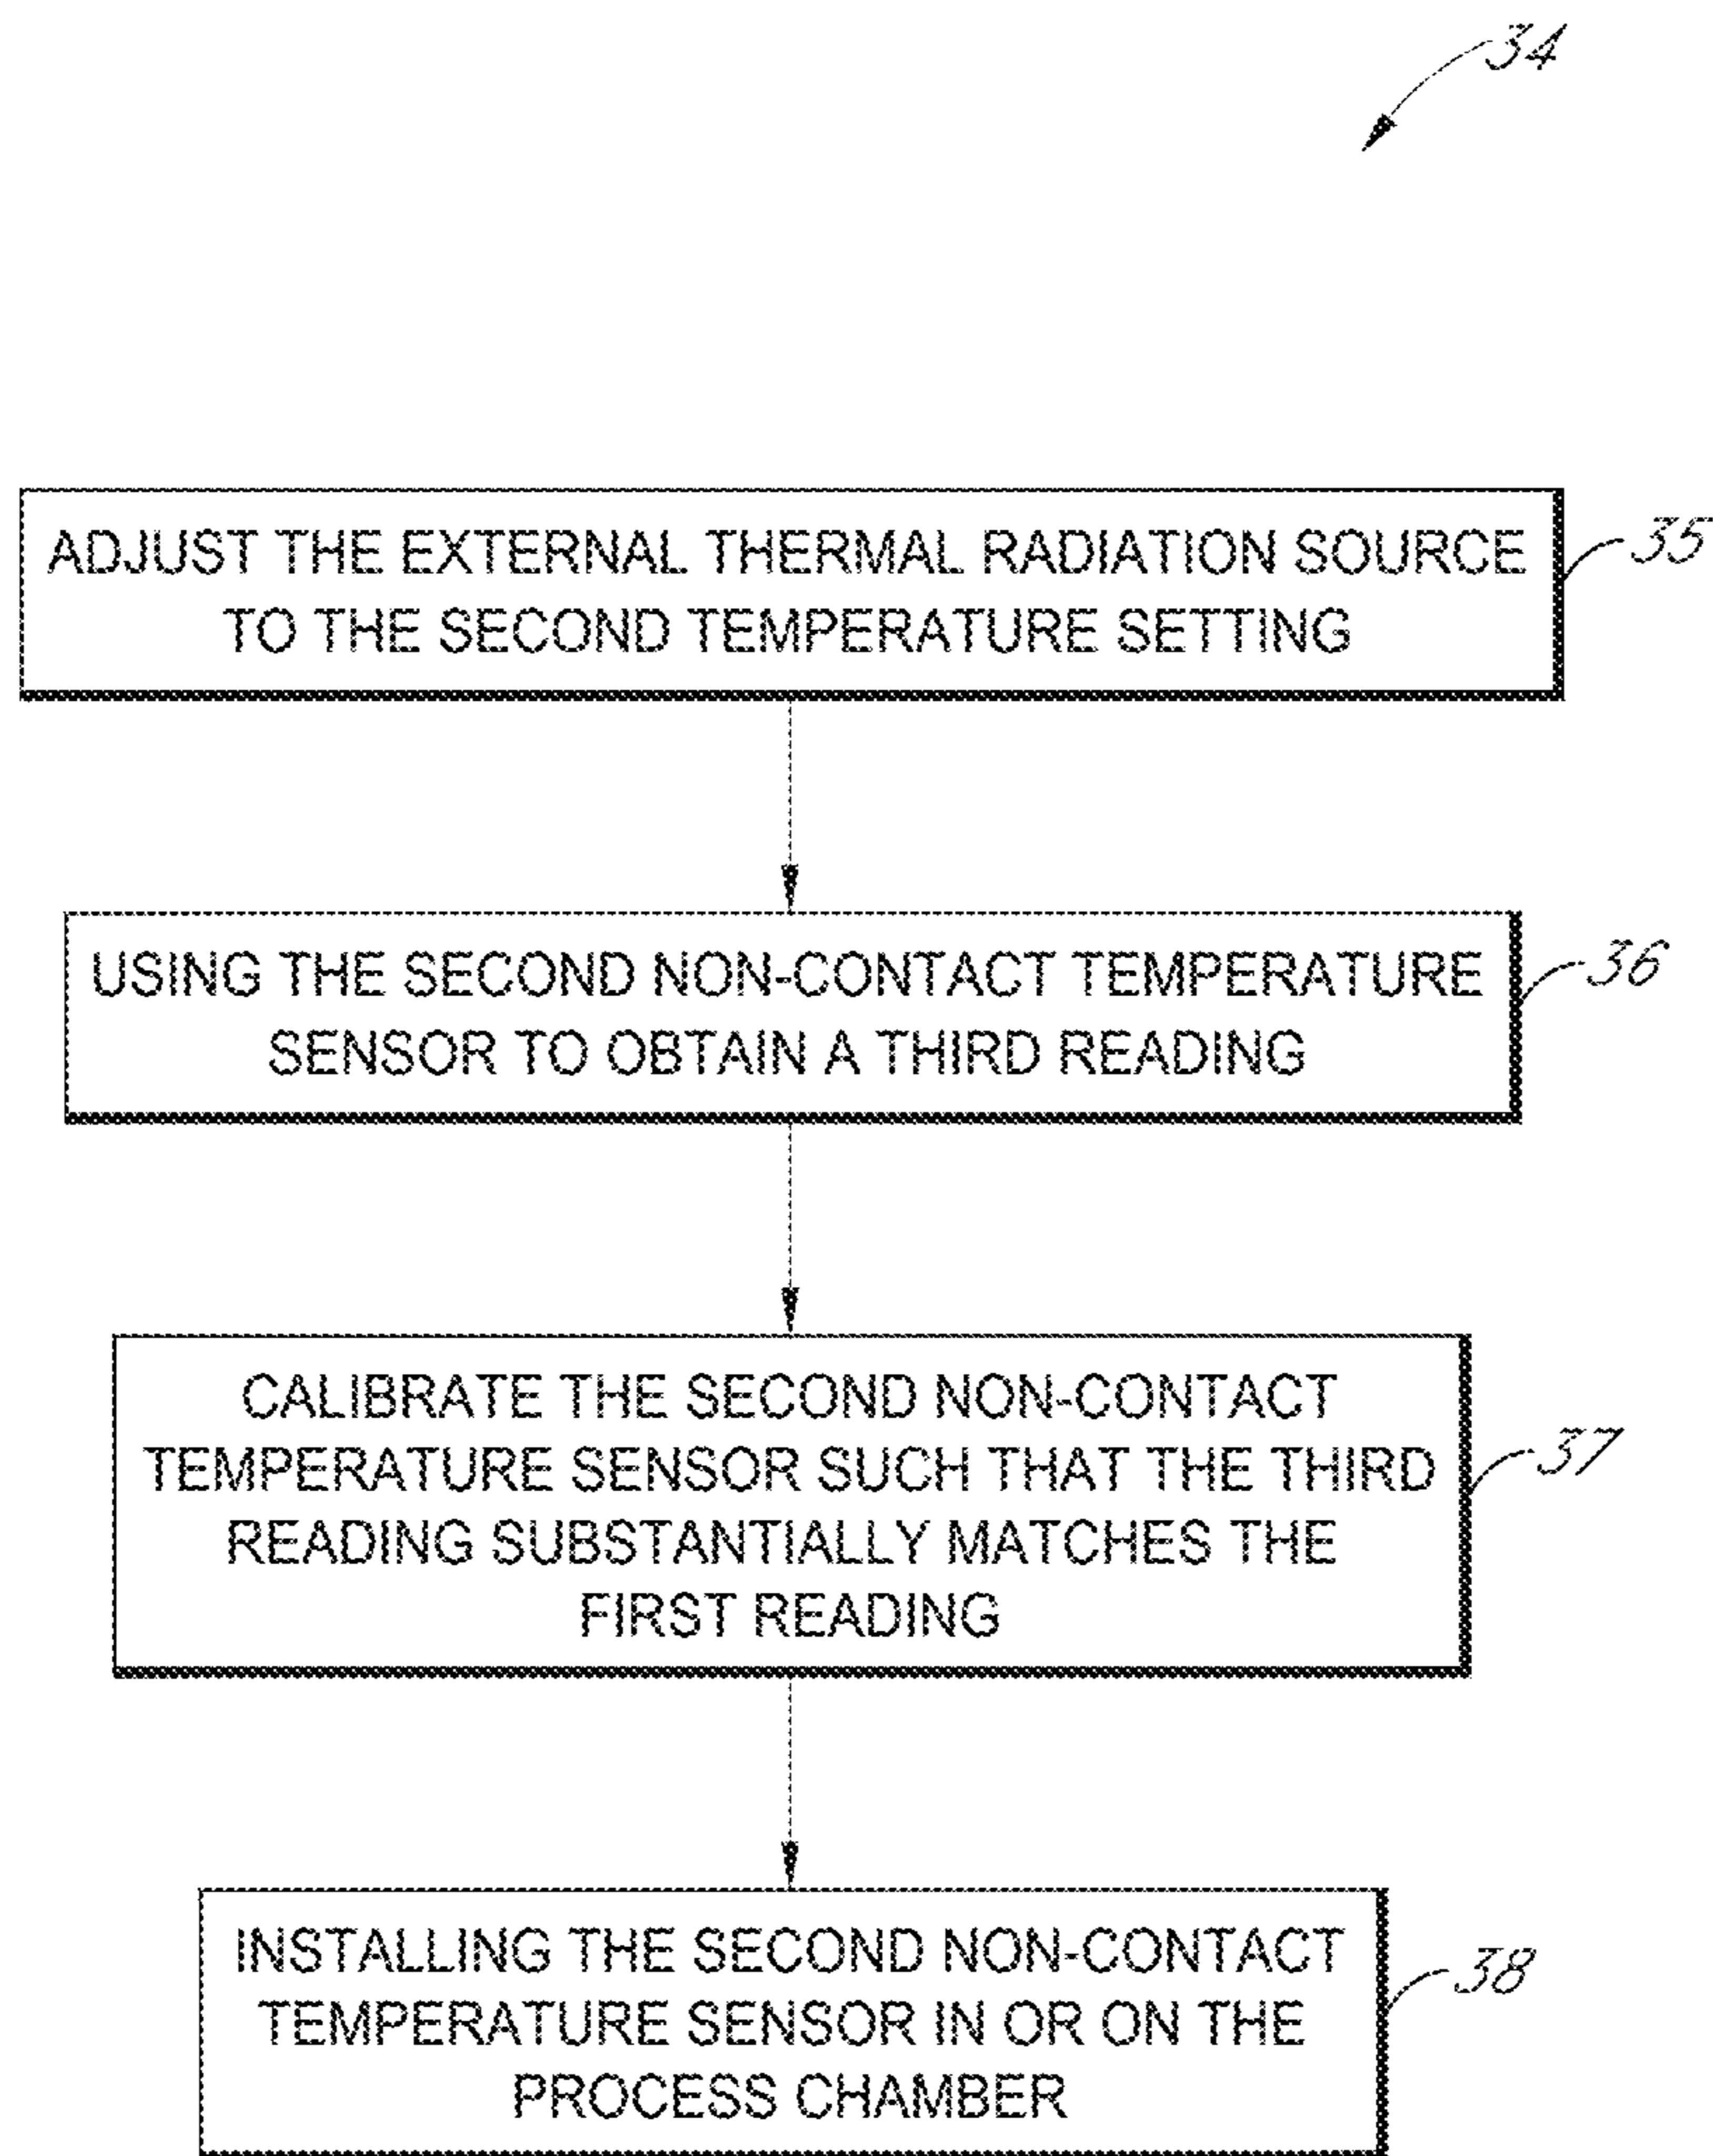 34
ADJUST THE EXTERNAL THERMAL RADIATION SOURCE
TO THE SECOND TEMPERATURE SETTING
35
USING THE SECOND NON-CONTACT TEMPERATURE
SENSOR TO OBTAIN A THIRD READING
36
CALIBRATE THE SECOND NON-CONTACT
TEMPERATURE SENSOR SUCH THAT THE THIRD
READING SUBSTANTIALLY MATCHES THE
FIRST READING
37
INSTALLING THE SECOND NON-CONTACT
TEMPERATURE SENSOR IN OR ON THE
PROCESS CHAMBER
38